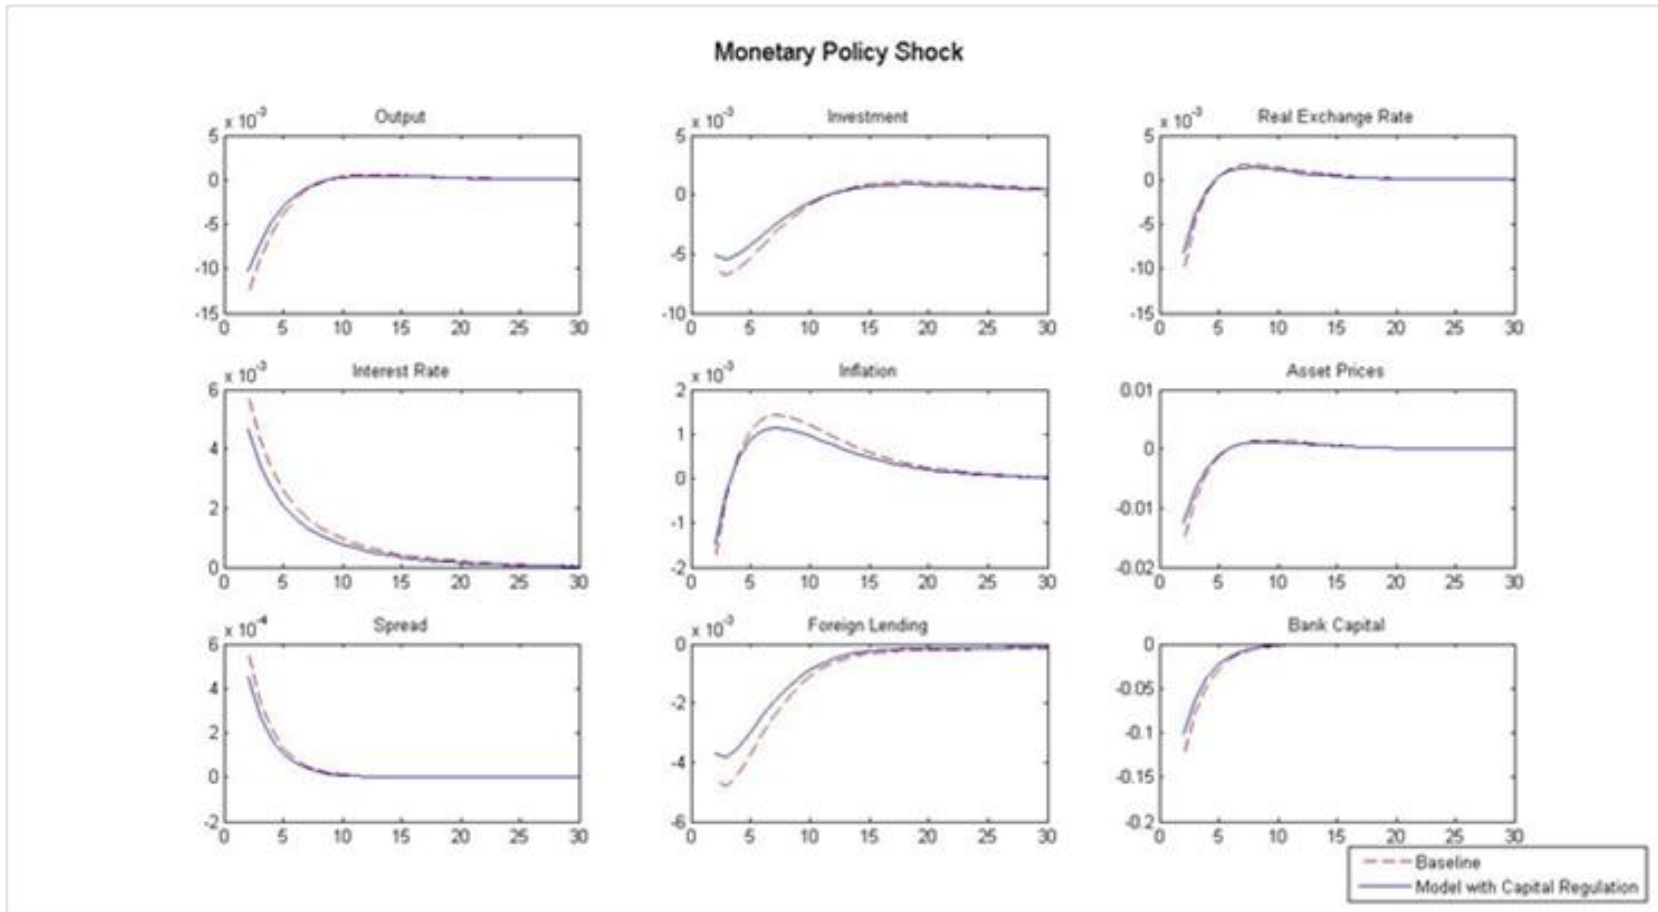 Monetary Policy Shock
x 10^-3
Output
5
0
-5
-10
-15
0 5 10 15 20 25 30
x 10^-3
Investment
5
0
-5
-10
0 5 10 15 20 25 30
x 10^-3
Real Exchange Rate
5
0
-5
-10
-15
0 5 10 15 20 25 30
x 10^-3
Interest Rate
6
4
2
0
0 5 10 15 20 25 30
x 10^-3
Inflation
2
1
0
-1
-2
0 5 10 15 20 25 30
Asset Prices
0.01
0
-0.01
-0.02
0 5 10 15 20 25 30
x 10^-4
Spread
6
4
2
0
-2
0 5 10 15 20 25 30
x 10^-3
Foreign Lending
0
-2
-4
-6
0 5 10 15 20 25 30
Bank Capital
0
-0.05
-0.1
-0.15
-0.2
0 5 10 15 20 25 30
Baseline
Model with Capital Regulation